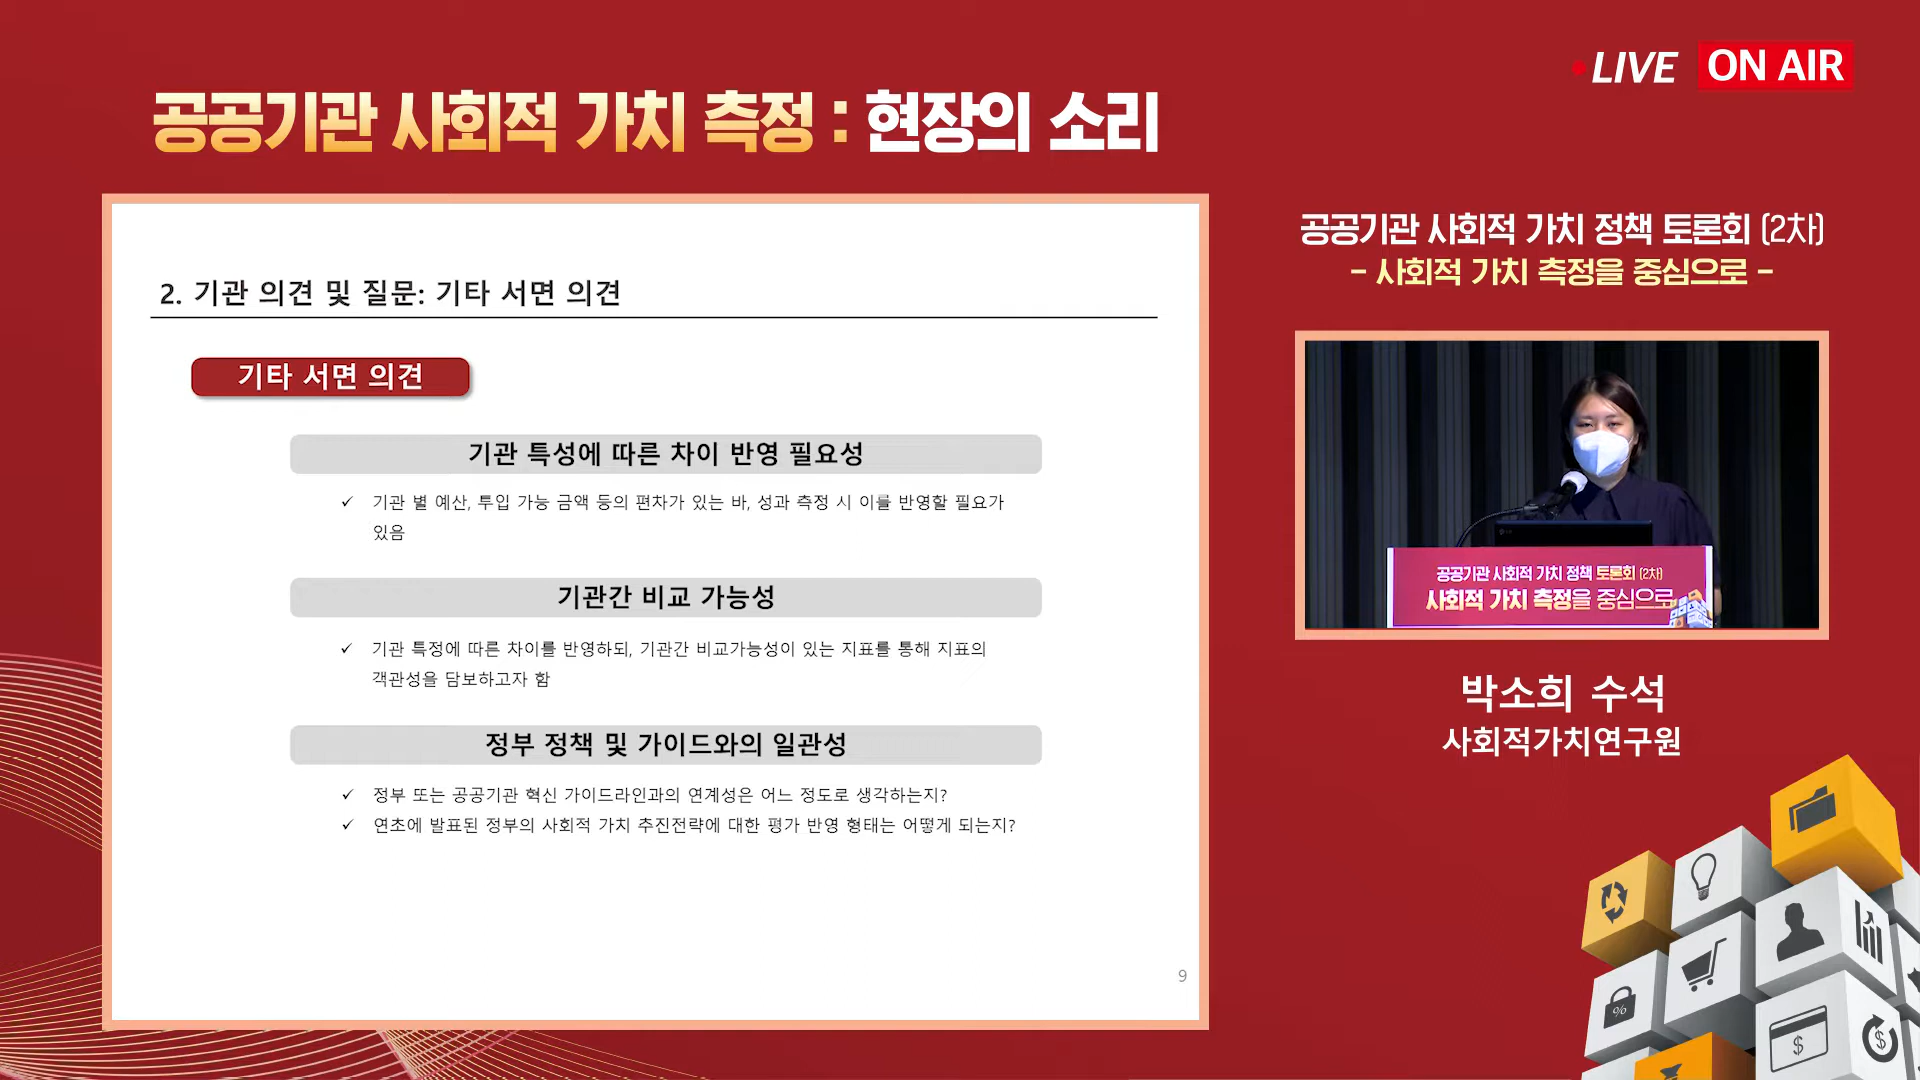 LIVE ON AIR
공공기관 사회적 가치 측정 : 현장의 소리
2. 기관 의견 및 질문: 기타 서면 의견
기타 서면 의견
기관 특성에 따른 차이 반영 필요성
✓ 기관 별 예산, 투입 가능 금액 등의 편차가 있는 바, 성과 측정 시 이를 반영할 필요가
있음
기관간 비교 가능성
✓ 기관 특정에 따른 차이를 반영하되, 기관간 비교가능성이 있는 지표를 통해 지표의
객관성을 담보하고자 함
정부 정책 및 가이드와의 일관성
✓ 정부 또는 공공기관 혁신 가이드라인과의 연계성은 어느 정도로 생각하는지?
✓ 연초에 발표된 정부의 사회적 가치 추진전략에 대한 평가 반영 형태는 어떻게 되는지?
9
공공기관 사회적 가치 정책 토론회 (2차)
- 사회적 가치 측정을 중심으로 -
공공기관 사회적 가치 정책 토론회 (2차)
사회적 가치 측정을 중심으로
박소희 수석
사회적가치연구원
%
$
$